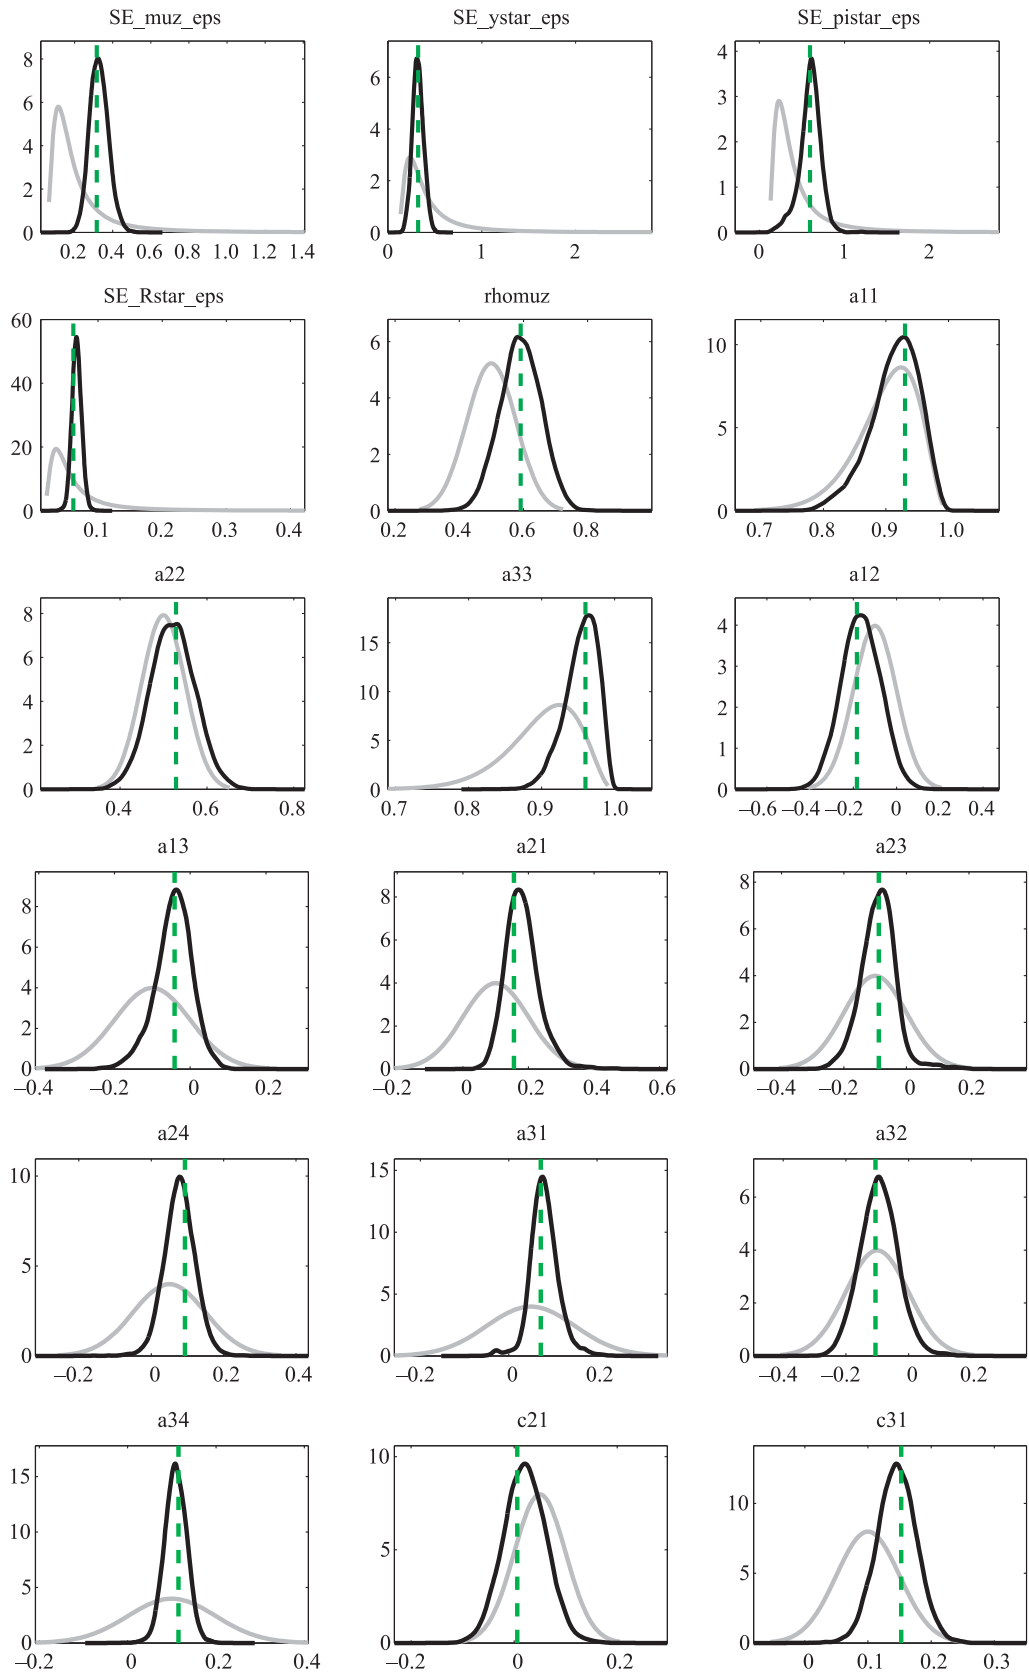 SE_muz_eps SE_ystar_eps SE_pistar_eps
8 6 4 2 0
0.2 0.4 0.6 0.8 1.0 1.2 1.4
6 4 2 0
0 1 2
4 3 2 1 0
0 1 2
SE_Rstar_eps rhomuz a11
60 40 20 0
0.1 0.2 0.3 0.4
6 4 2 0
0.2 0.4 0.6 0.8
10 5 0
0.7 0.8 0.9 1.0
a22 a33 a12
8 6 4 2 0
0.4 0.6 0.8
15 10 5 0
0.7 0.8 0.9 1.0
4 3 2 1 0
–0.6 –0.4 –0.2 0 0.2 0.4
a13 a21 a23
8 6 4 2 0
–0.4 –0.2 0 0.2
8 6 4 2 0
–0.2 0 0.2 0.4 0.6
8 6 4 2 0
–0.4 –0.2 0 0.2
a24 a31 a32
10 5 0
–0.2 0 0.2 0.4
15 10 5 0
–0.2 0 0.2
6 4 2 0
–0.4 –0.2 0 0.2
a34 c21 c31
15 10 5 0
–0.2 0 0.2 0.4
10 5 0
–0.2 0 0.2
10 5 0
0 0.1 0.2 0.3